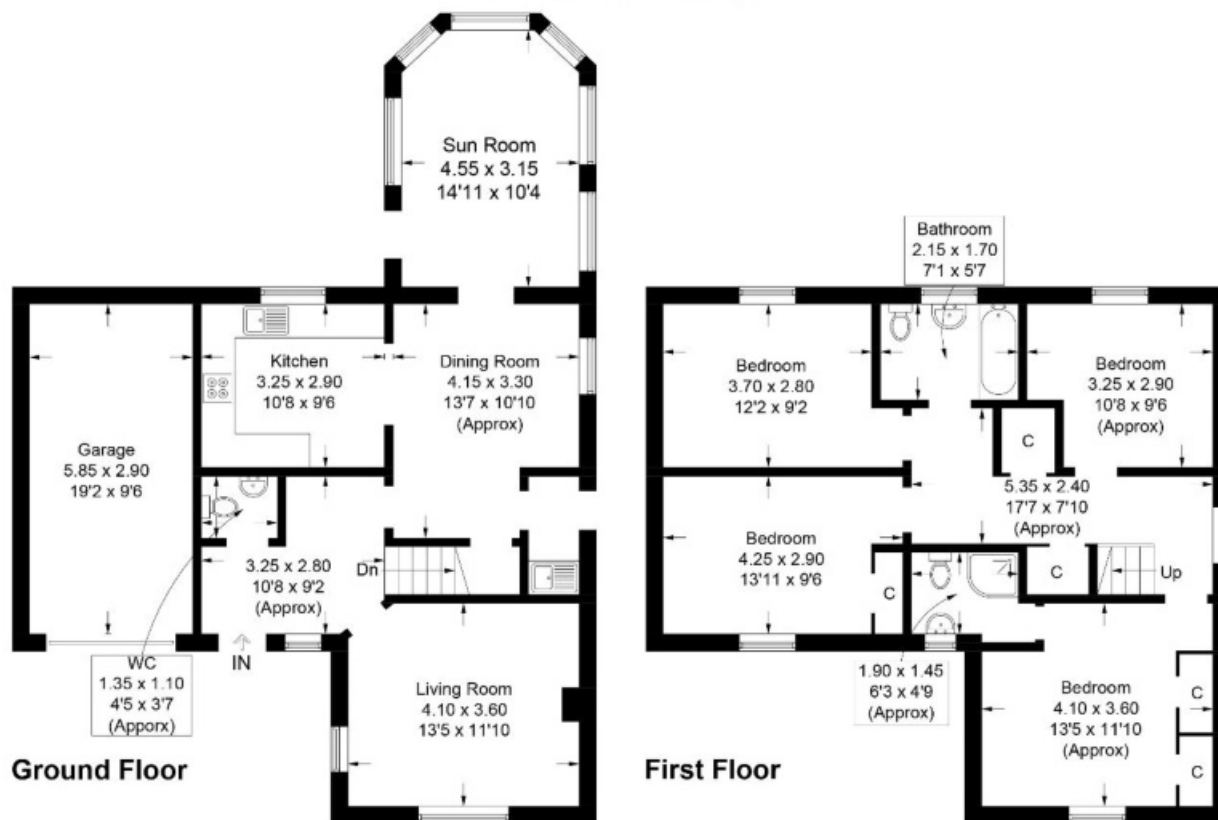 Sun Room
4.55 x 3.15
14'11 x 10'4
Kitchen
3.25 x 2.90
10'8 x 9'6
Dining Room
4.15 x 3.30
13'7 x 10'10
(Approx)
Garage
5.85 x 2.90
19'2 x 9'6
3.25 x 2.80
10'8 x 9'2
(Approx)
Dn
IN
WC
1.35 x 1.10
4'5 x 3'7
(Apporx)
Living Room
4.10 x 3.60
13'5 x 11'10
Ground Floor
Bathroom
2.15 x 1.70
7'1 x 5'7
Bedroom
3.70 x 2.80
12'2 x 9'2
Bedroom
3.25 x 2.90
10'8 x 9'6
(Approx)
C
5.35 x 2.40
17'7 x 7'10
(Approx)
Bedroom
4.25 x 2.90
13'11 x 9'6
C
C
Up
1.90 x 1.45
6'3 x 4'9
(Approx)
Bedroom
4.10 x 3.60
13'5 x 11'10
(Approx)
C
C
First Floor